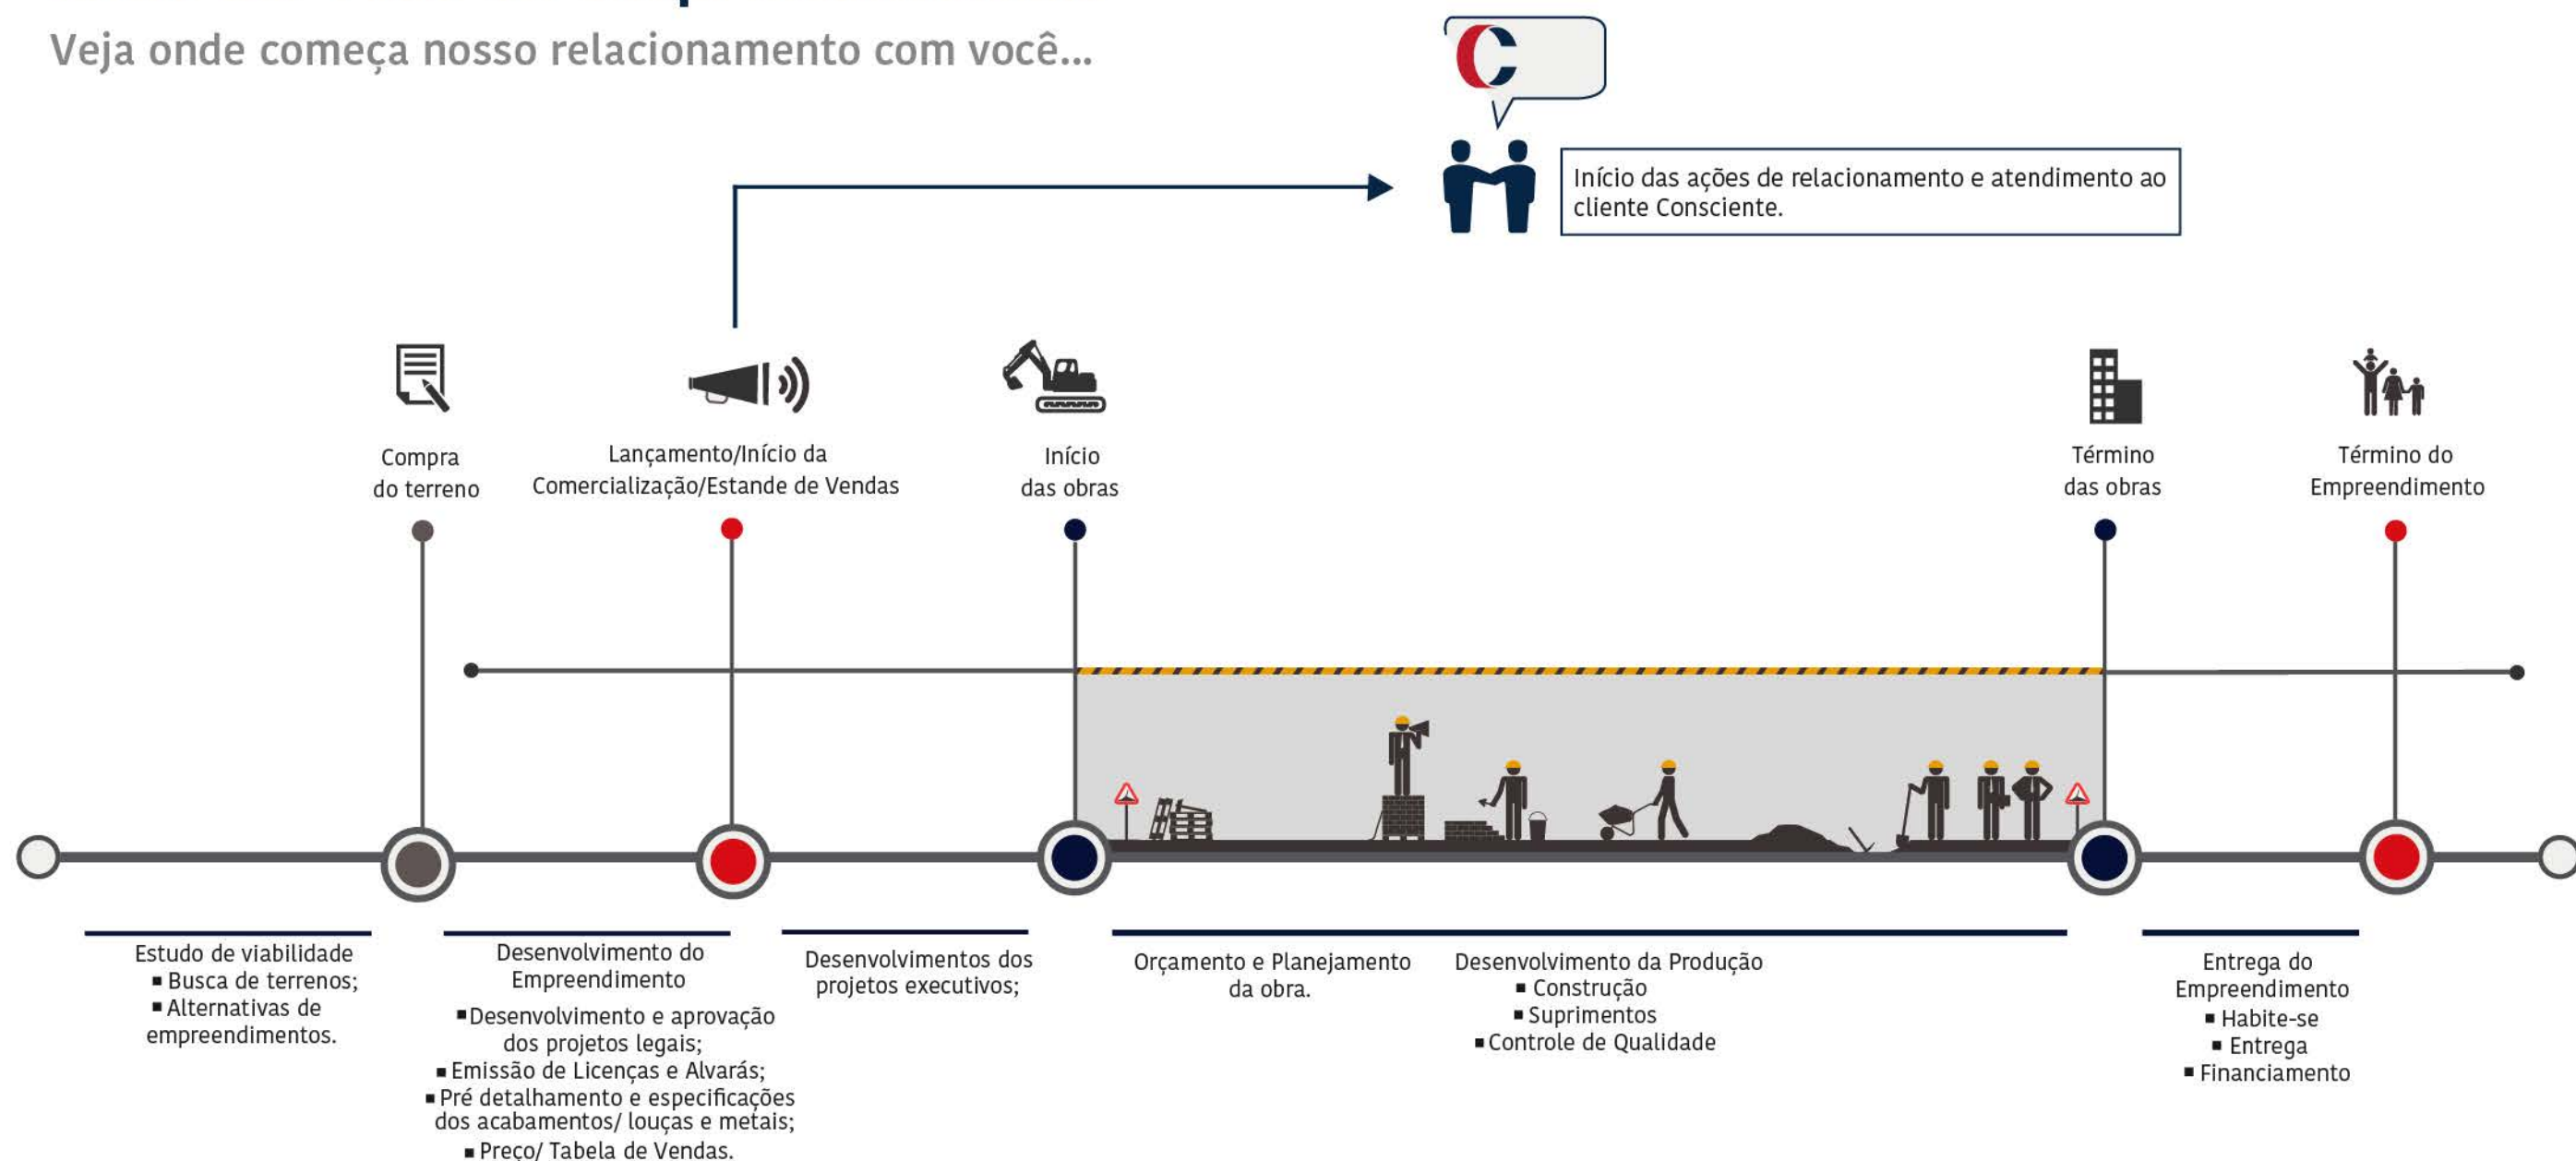 Veja onde começa nosso relacionamento com você...
Início das ações de relacionamento e atendimento ao
cliente Consciente.
Compra
do terreno
Lançamento/Início da
Comercialização/Estande de Vendas
Início
das obras
Término
das obras
Término do
Empreendimento
Estudo de viabilidade
▪ Busca de terrenos;
▪ Alternativas de
empreendimentos.
Desenvolvimento do
Empreendimento
▪ Desenvolvimento e aprovação
dos projetos legais;
▪ Emissão de Licenças e Alvarás;
▪ Pré detalhamento e especificações
dos acabamentos/ louças e metais;
▪ Preço/ Tabela de Vendas.
Desenvolvimentos dos
projetos executivos;
Orçamento e Planejamento
da obra.
Desenvolvimento da Produção
▪ Construção
▪ Suprimentos
▪ Controle de Qualidade
Entrega do
Empreendimento
▪ Habite-se
▪ Entrega
▪ Financiamento